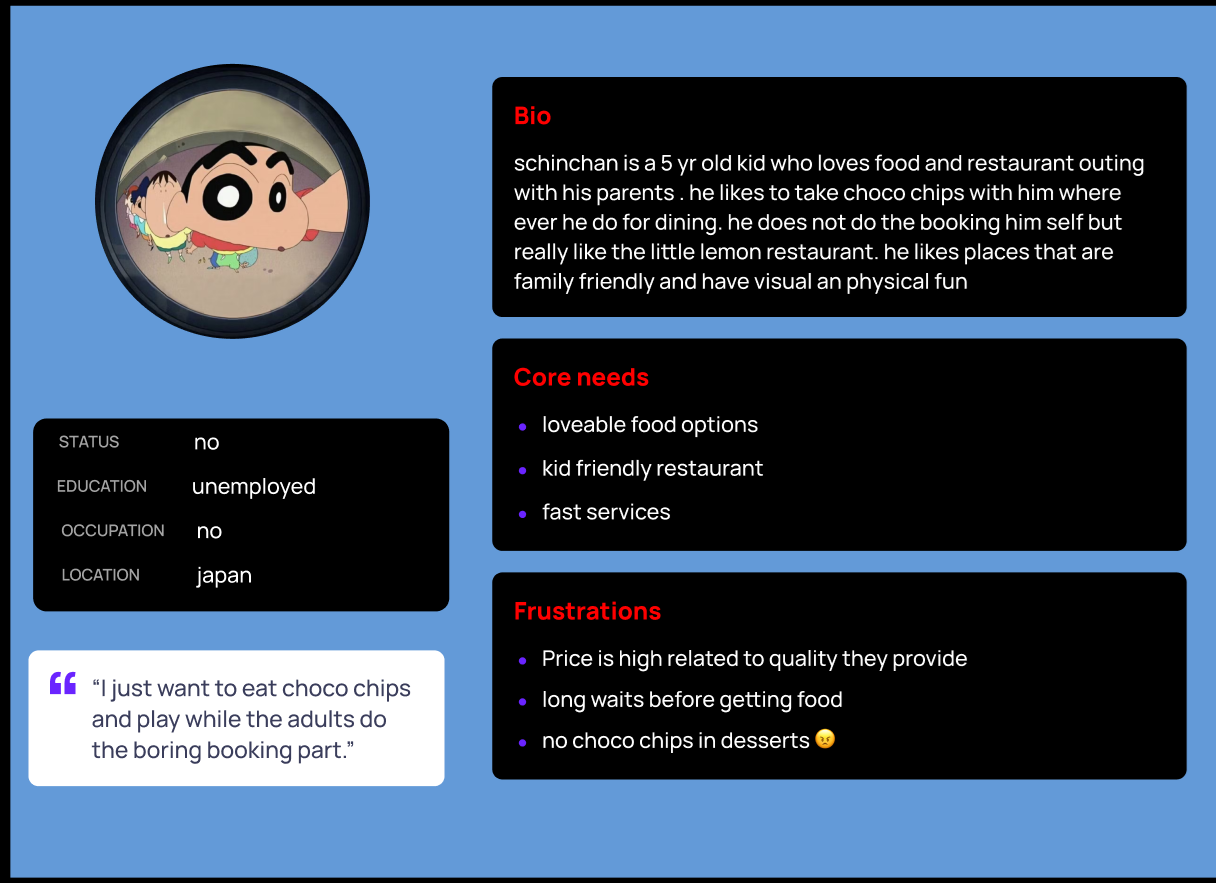 STATUS no
EDUCATION unemployed
OCCUPATION no
LOCATION japan
“I just want to eat choco chips
and play while the adults do
the boring booking part.”
Bio
schinchan is a 5 yr old kid who loves food and restaurant outing
with his parents . he likes to take choco chips with him where
ever he do for dining. he does not do the booking him self but
really like the little lemon restaurant. he likes places that are
family friendly and have visual an physical fun
Core needs
• loveable food options
• kid friendly restaurant
• fast services
Frustrations
• Price is high related to quality they provide
• long waits before getting food
• no choco chips in desserts 😠